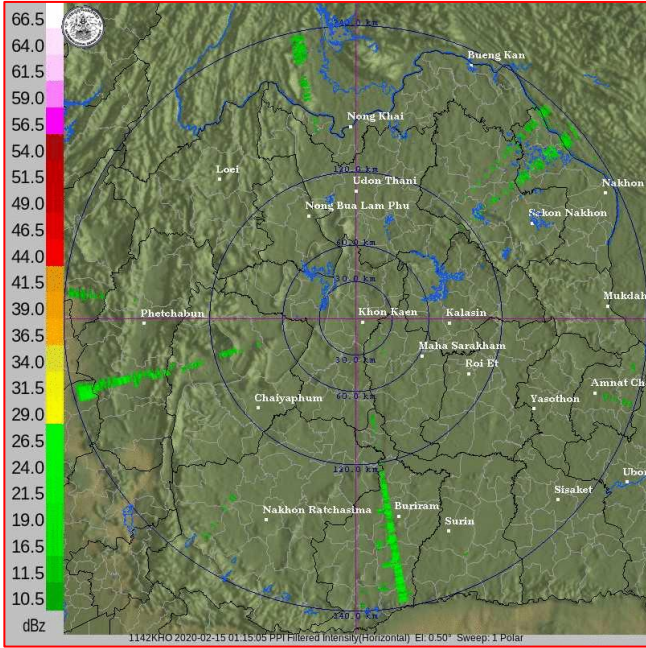 66.5
64.0
61.5
59.0
56.5
54.0
51.5
49.0
46.5
44.0
41.5
39.0
36.5
34.0
31.5
29.0
26.5
24.0
21.5
19.0
16.5
13.5
11.5
10.5
dBz
Bueng Kan
Nong Khai
Loei
Udon Thani
Nong Bua Lam Phu
Nakhon
Sakon Nakhon
30.0 km
Mukdah
Phetchabun
Khon Kaen
Kalasin
Maha Sarakham
30.0 km
Roi Et
60.0 km
Amnat Ch
Chaiyaphum
Yasothon
120.0 km
Ubon
Sisaket
Nakhon Ratchasima
Buriram
Surin
1142KHO 2020-02-15 01:15:05 PPI Filtered Intensity(Horizontal) El: 0.50° Sweep: 1 Polar